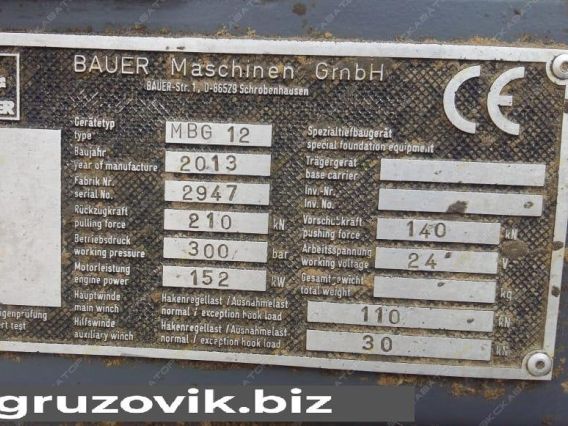 BAUER Maschinen GmbH
BAUER-Str. 1, D-86529 Schrobenhausen
CE
Gerätetyp
type
MBG 12
Spezialtiefbaugerät
special foundation equipment
Baujahr
year of manufacture
2013
Trägergerät
base carrier
Fabrik Nr.
serial No.
2947
Inv.-Nr.
Inv.-No.
Rückzugkraft
pulling force
210 kN
Vorschubkraft
pushing force
140 kN
Betriebsdruck
working pressure
300 bar
Arbeitsspannung
working voltage
24 V
Motorleistung
engine power
152 kW
Gesamtgewicht
total weight
kg
Hauptwinde
main winch
Hakenregellast / Ausnahmelast
normal / exception hook load
110 kN
Hilfswinde
auxiliary winch
Hakenregellast / Ausnahmelast
normal / exception hook load
30 kN
gruzovik.biz